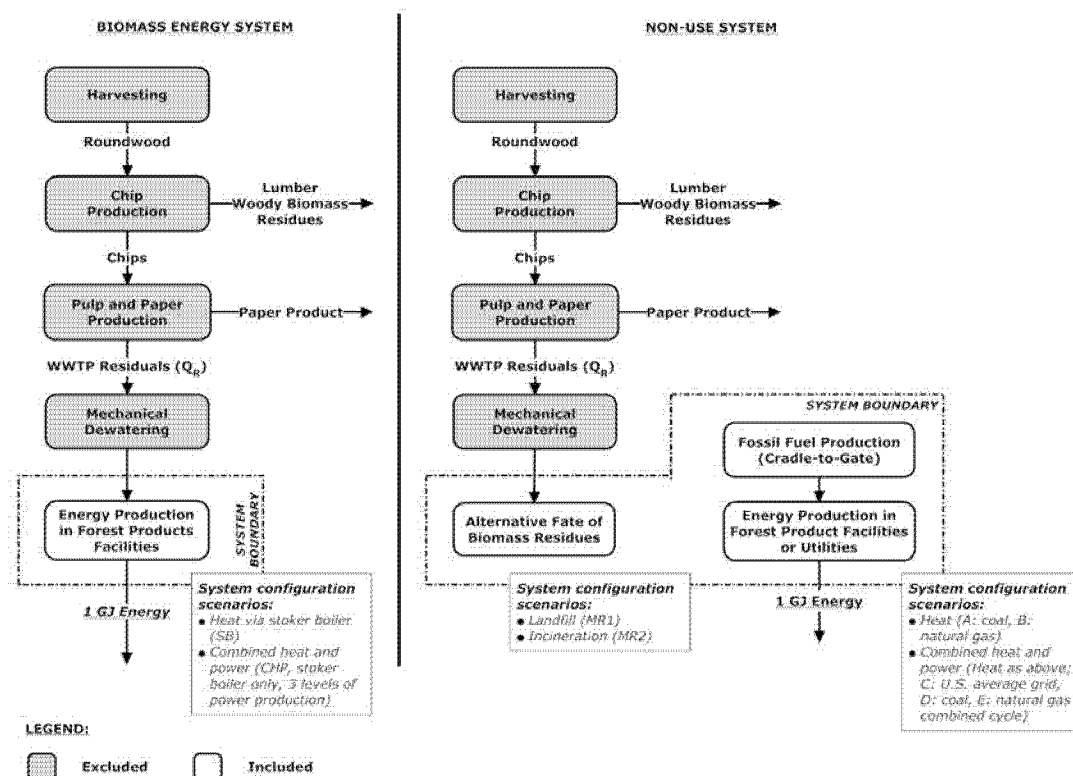 BIOMASS ENERGY SYSTEM
Harvesting
Roundwood
Chip
Production
Lumber
Woody Biomass
Residues
Chips
Pulp and Paper
Production
Paper Product
WWTP Residuals (QR)
Mechanical
Dewatering
Energy Production
in Forest Products
Facilities
SYSTEM
BOUNDARY
1 GJ Energy
System configuration
scenarios:
• Heat via stoker boiler
(SB)
• Combined heat and
power (CHP, stoker
boiler only, 3 levels of
power production)
NON-USE SYSTEM
Harvesting
Roundwood
Chip
Production
Lumber
Woody Biomass
Residues
Chips
Pulp and Paper
Production
Paper Product
WWTP Residuals (QR)
Mechanical
Dewatering
SYSTEM BOUNDARY
Fossil Fuel Production
(Cradle-to-Gate)
Alternative Fate of
Biomass Residues
Energy Production in
Forest Product Facilities
or Utilities
System configuration
scenarios:
• Landfill (MR1)
• Incineration (MR2)
1 GJ Energy
System configuration
scenarios:
• Heat (A: coal, B:
natural gas)
• Combined heat and
power (Heat as above;
C: U.S. average grid,
D: coal, E: natural gas
combined cycle)
LEGEND:
Excluded
Included